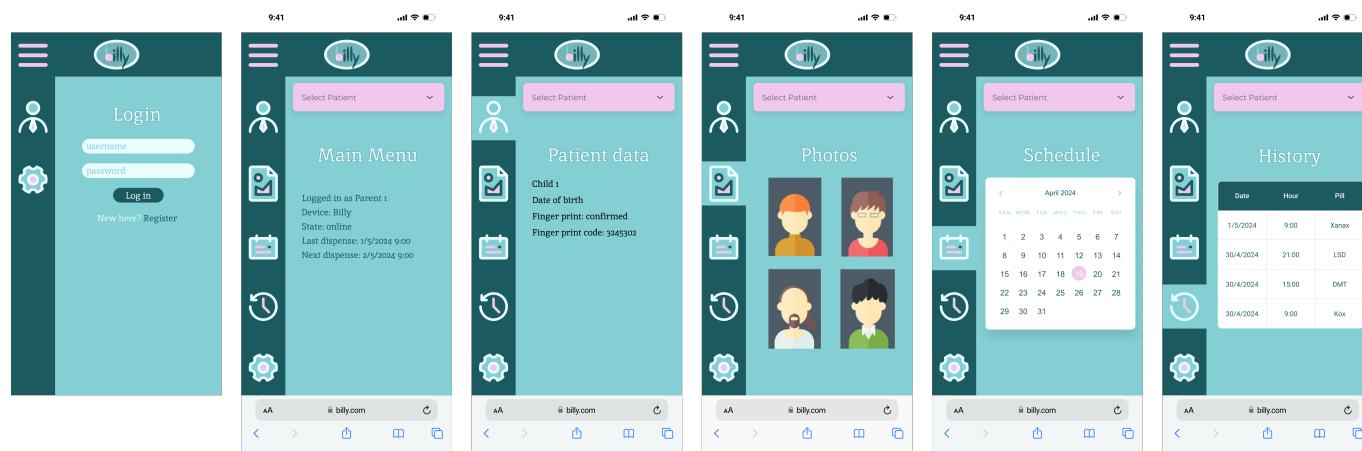 billy
Login
username
password
Log in
New here? Register
9:41
billy
Select Patient
Main Menu
Logged in as Parent 1
Device: Billy
State: online
Last dispense: 1/5/2024 9:00
Next dispense: 2/5/2024 9:00
AA billy.com
9:41
billy
Select Patient
Patient data
Child 1
Date of birth
Finger print: confirmed
Finger print code: 3245302
AA billy.com
9:41
billy
Select Patient
Photos
AA billy.com
9:41
billy
Select Patient
Schedule
April 2024
SAN MON TUE WED THU FRI SAT
1 2 3 4 5 6 7
8 9 10 11 12 13 14
15 16 17 18 19 20 21
22 23 24 25 26 27 28
29 30 31
AA billy.com
9:41
billy
Select Patient
History
Date Hour Pill
1/5/2024 9:00 Xanax
30/4/2024 21:00 LSD
30/4/2024 15:00 DMT
30/4/2024 9:00 Kox
AA billy.com